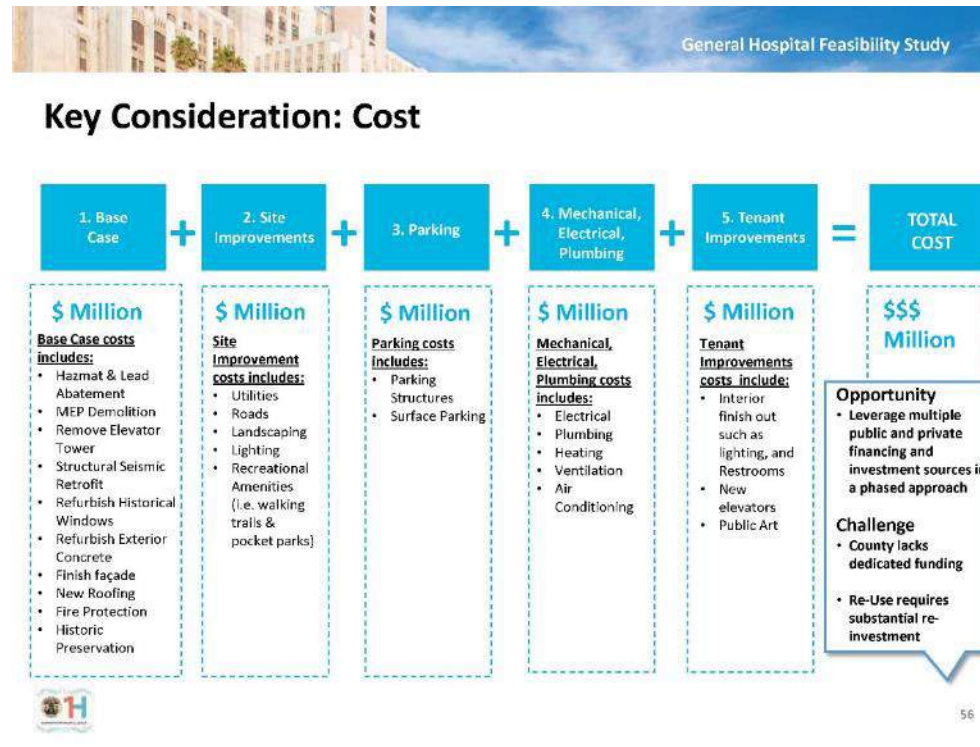 General Hospital Feasibility Study
Key Consideration: Cost
1. Base
Case
+
2. Site
Improvements
+
3. Parking
+
4. Mechanical,
Electrical,
Plumbing
+
5. Tenant
Improvements
=
TOTAL
COST
$ Million
Base Case costs
includes:
• Hazmat & Lead
Abatement
• MEP Demolition
• Remove Elevator
Tower
• Structural Seismic
Retrofit
• Refurbish Historical
Windows
• Refurbish Exterior
Concrete
• Finish façade
• New Roofing
• Fire Protection
• Historic
Preservation
$ Million
Site
Improvement
costs includes:
• Utilities
• Roads
• Landscaping
• Lighting
• Recreational
Amenities
(i.e. walking
trails &
pocket parks)
$ Million
Parking costs
includes:
• Parking
Structures
• Surface Parking
$ Million
Mechanical,
Electrical,
Plumbing costs
includes:
• Electrical
• Plumbing
• Heating
• Ventilation
• Air
Conditioning
$ Million
Tenant
Improvements
costs include:
• Interior
finish out
such as
lighting, and
Restrooms
• New
elevators
• Public Art
$$$
Million
Opportunity
• Leverage multiple
public and private
financing and
investment sources i
a phased approach
Challenge
• County lacks
dedicated funding
• Re-Use requires
substantial re-
investment
56